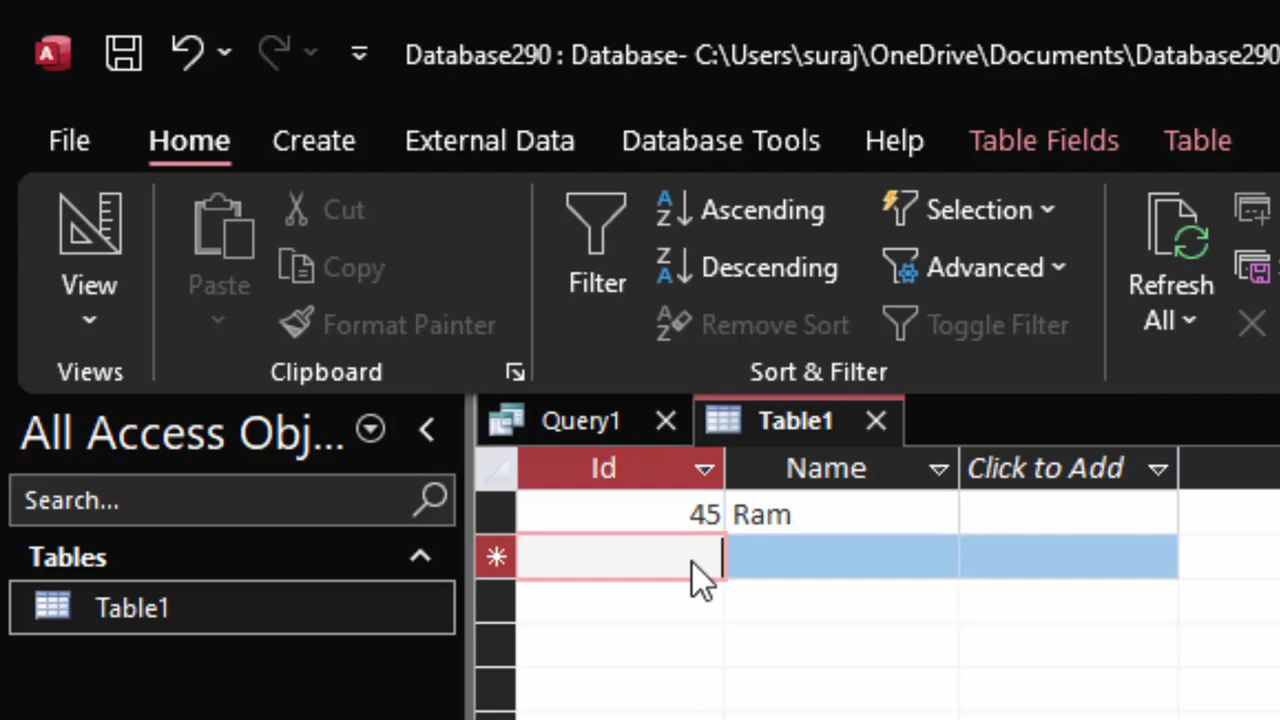 Database290 : Database- C:\Users\suraj\OneDrive\Documents\Database290
File Home Create External Data Database Tools Help Table Fields Table
View
Views
Paste
Cut
Copy
Format Painter
Clipboard
Filter
Ascending
Descending
Remove Sort
Selection
Advanced
Toggle Filter
Sort & Filter
Refresh
All
All Access Obj...
Search...
Tables
Table1
Query1 Table1
Id Name Click to Add
45 Ram